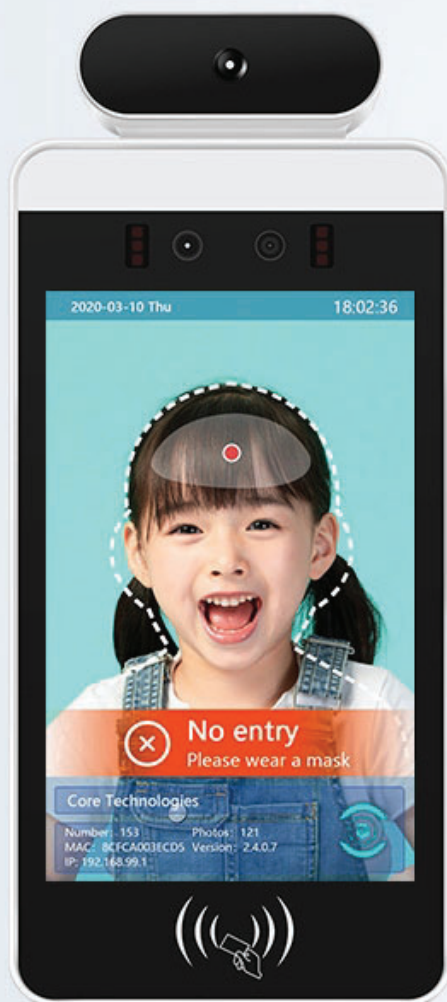 2020-03-10 Thu 18:02:36
No entry
Please wear a mask
Core Technologies
Number: 153 Photos: 121
MAC: 8CFCA003ECD5 Version: 2.4.0.7
IP: 192.168.99.1